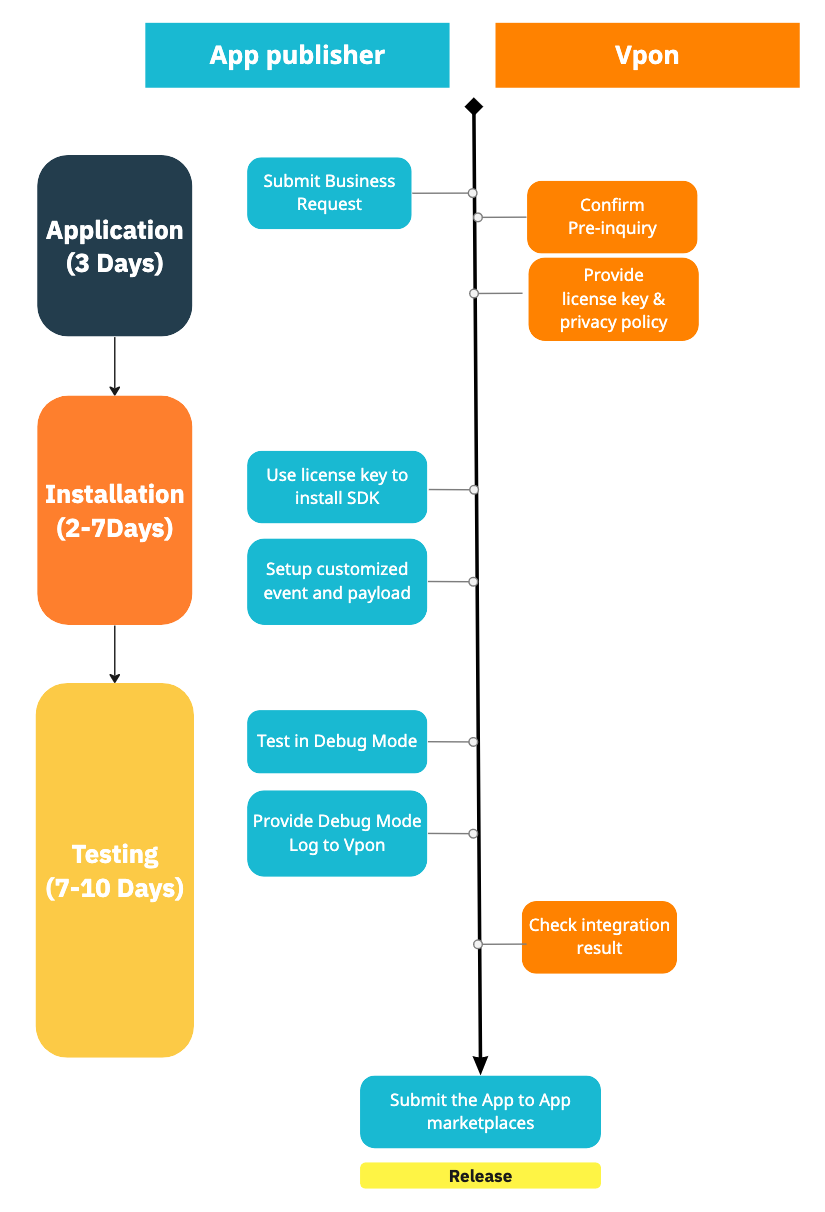 App publisher
Vpon
Application
(3 Days)
Submit Business
Request
Confirm
Pre-inquiry
Provide
license key &
privacy policy
Installation
(2-7Days)
Use license key to
install SDK
Setup customized
event and payload
Testing
(7-10 Days)
Test in Debug Mode
Provide Debug Mode
Log to Vpon
Check integration
result
Submit the App to App
marketplaces
Release